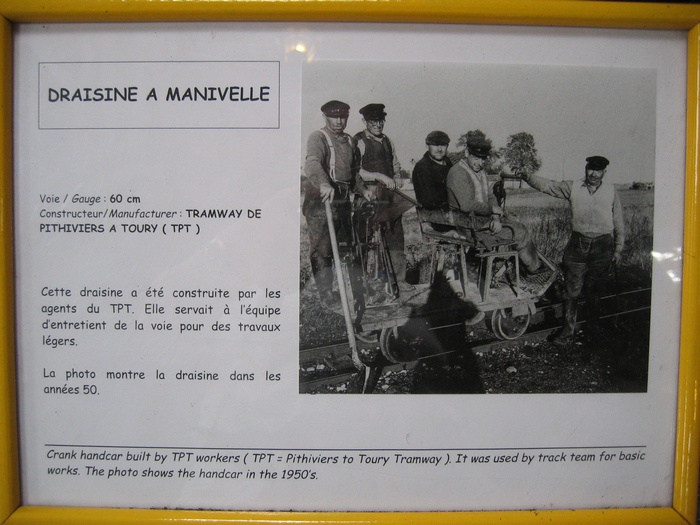 DRAISINE A MANIVELLE
Voie / Gauge : 60 cm
Constructeur/Manufacturer : TRAMWAY DE
PITHIVIERS A TOURY ( TPT )
Cette draisine a été construite par les
agents du TPT. Elle servait à l'équipe
d'entretient de la voie pour des travaux
légers.
La photo montre la draisine dans les
années 50.
Crank handcar built by TPT workers ( TPT = Pithiviers to Toury Tramway ). It was used by track team for basic
works. The photo shows the handcar in the 1950's.